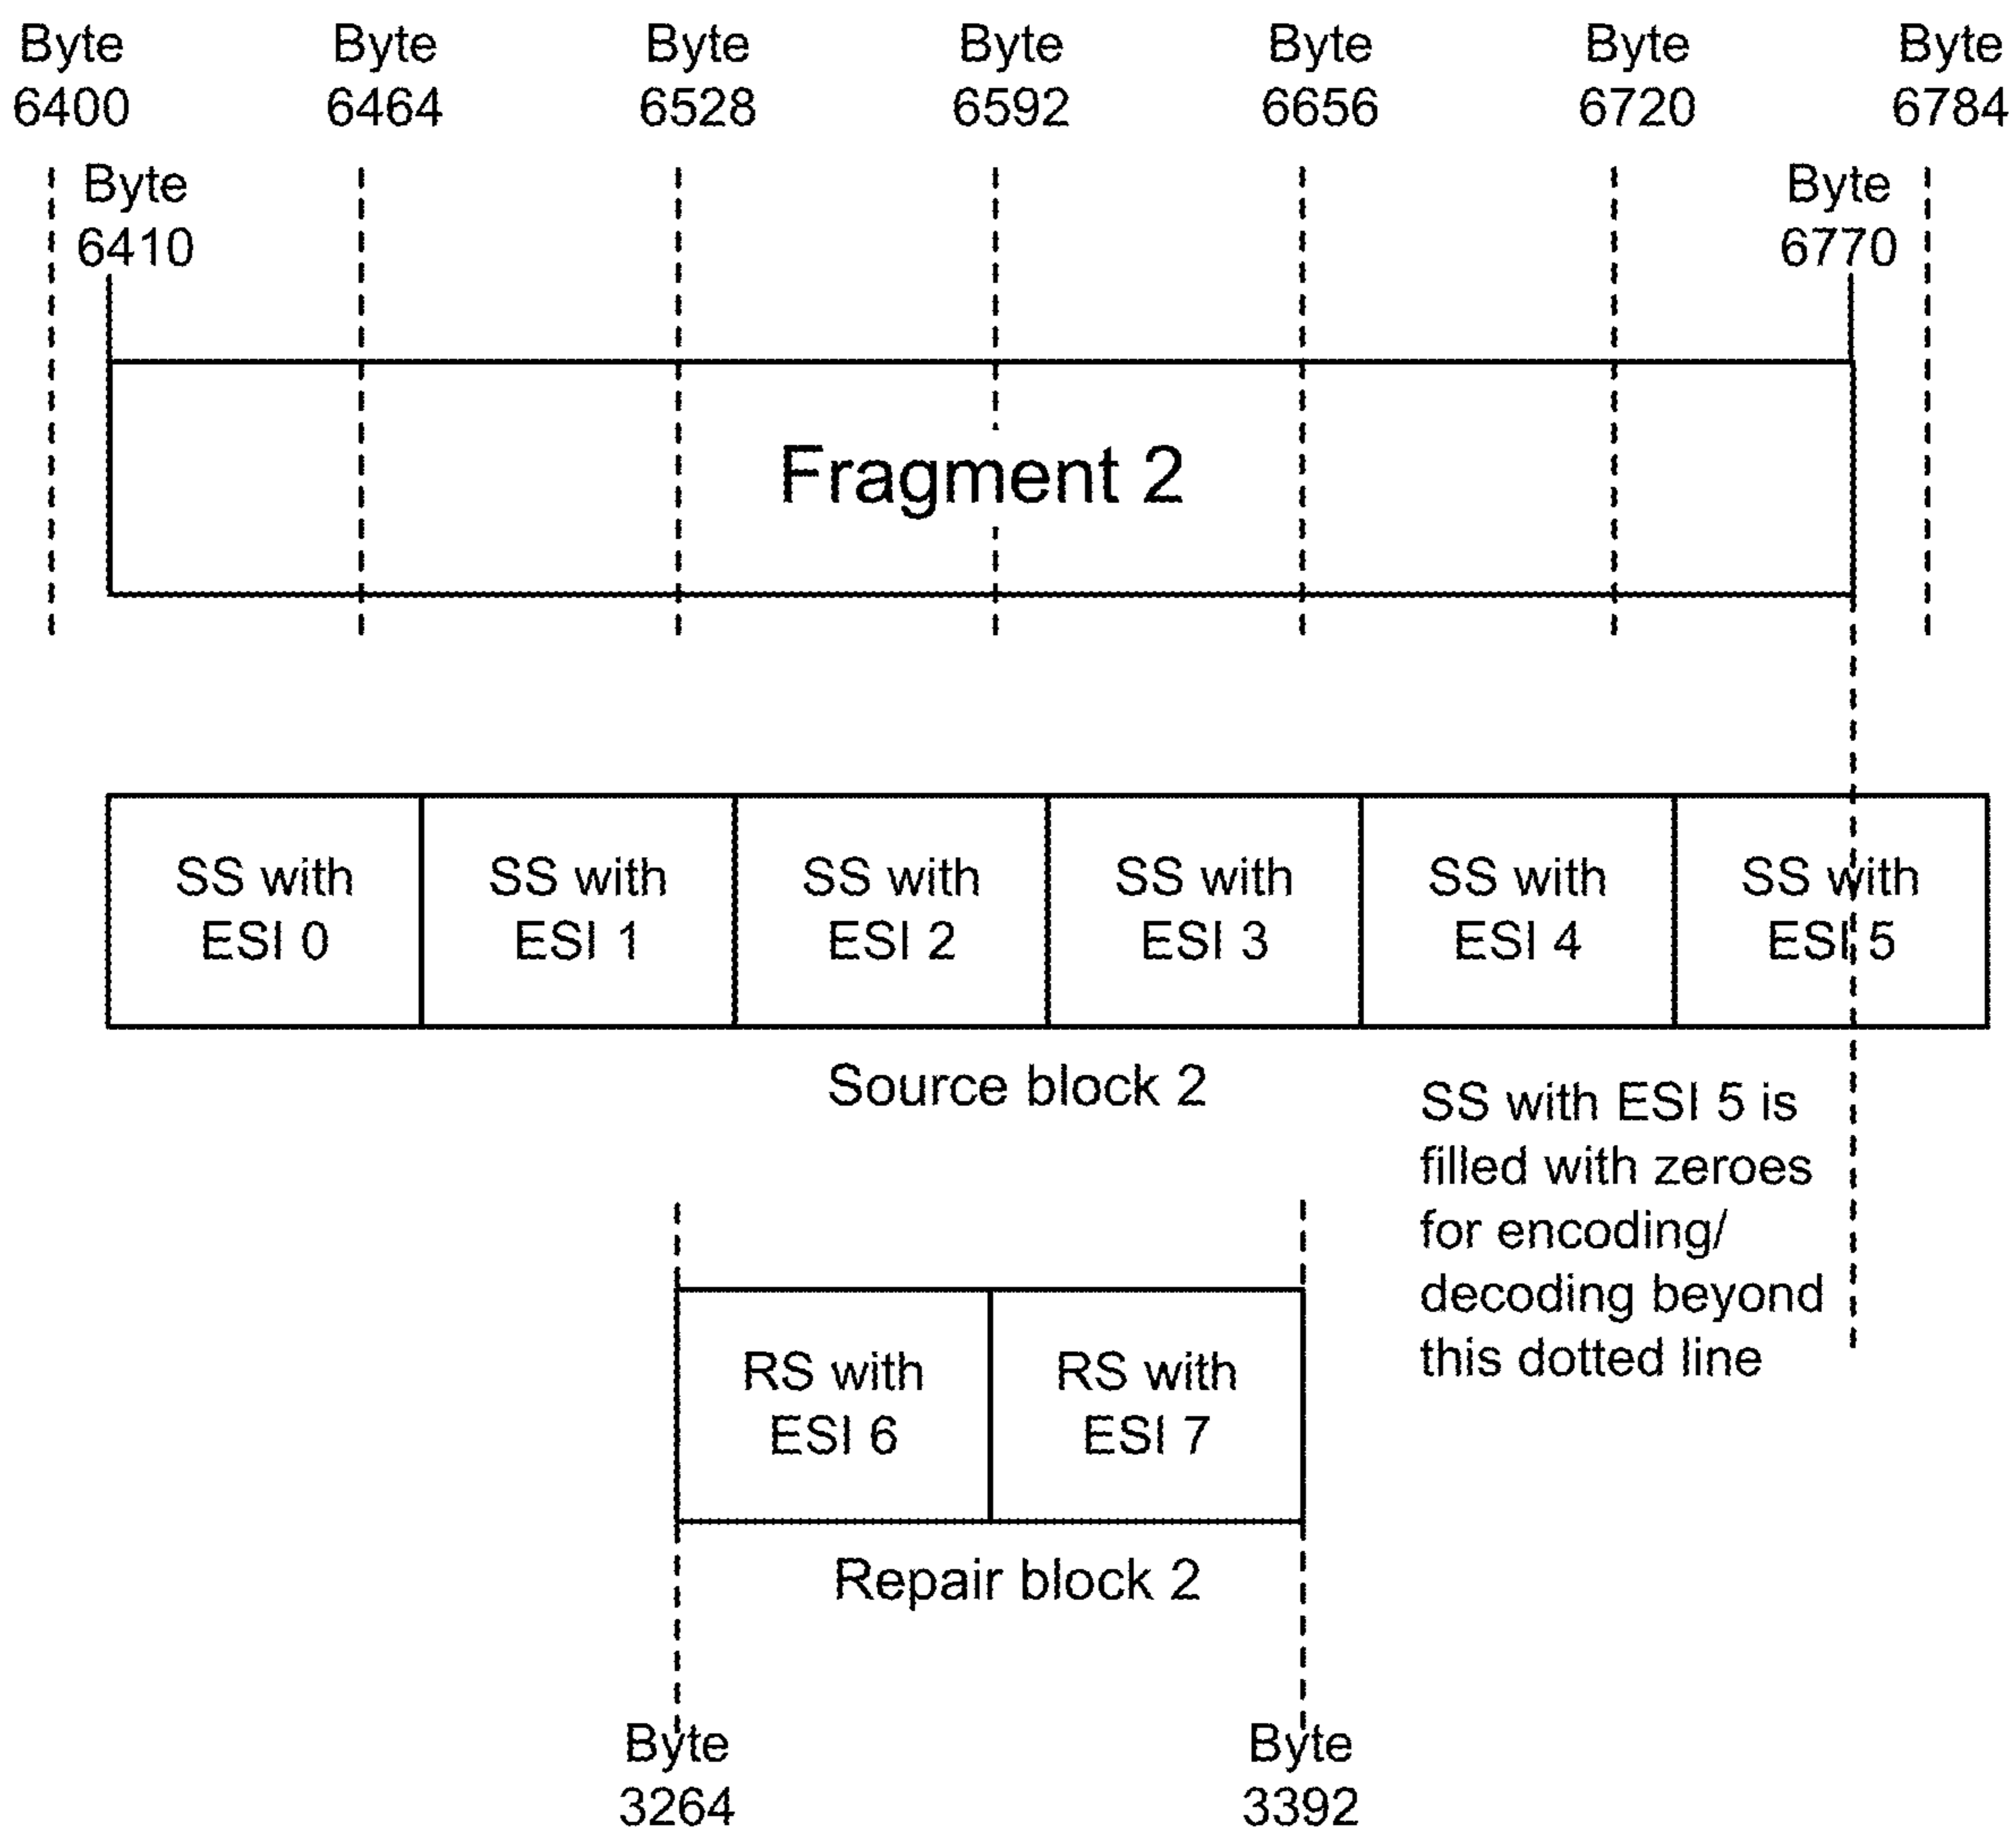 Byte Byte Byte Byte Byte Byte Byte
6400 6464 6528 6592 6656 6720 6784
Byte Byte
6410 6770
Fragment 2
SS with SS with SS with SS with SS with SS with
ESI 0 ESI 1 ESI 2 ESI 3 ESI 4 ESI 5
Source block 2
SS with ESI 5 is
filled with zeroes
for encoding/
decoding beyond
this dotted line
RS with RS with
ESI 6 ESI 7
Repair block 2
Byte Byte
3264 3392